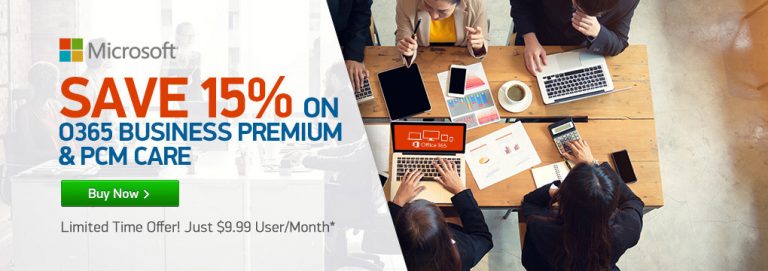 Microsoft
SAVE 15% ON
O365 BUSINESS PREMIUM
& PCM CARE
Buy Now >
Limited Time Offer! Just $9.99 User/Month*
Office 365